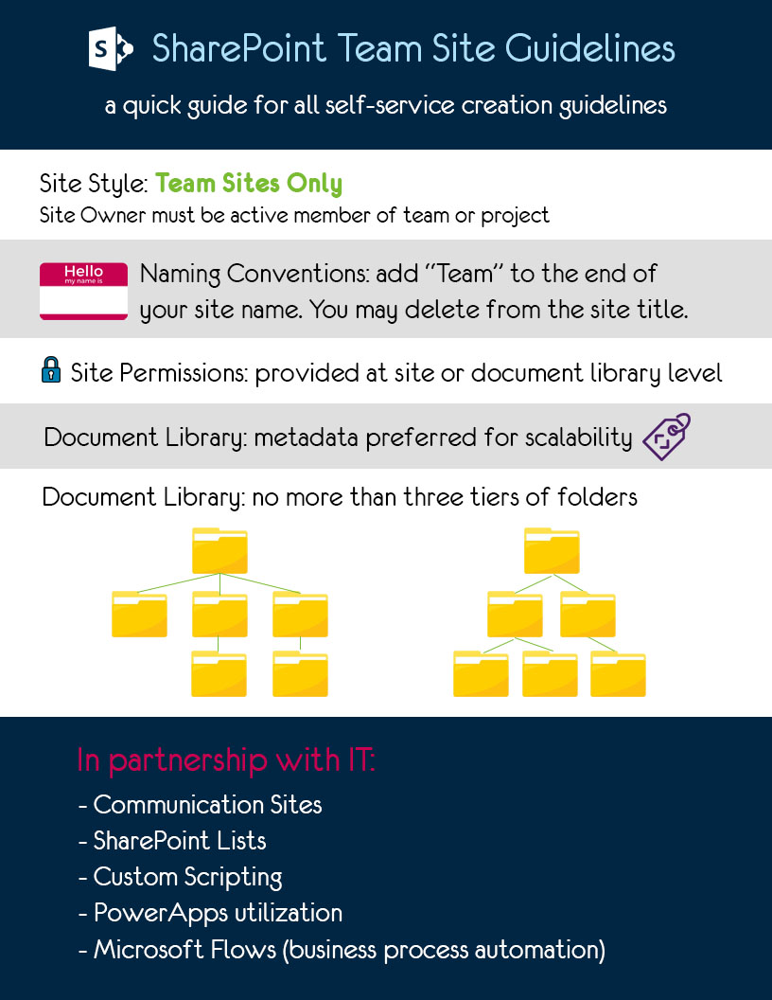 S
SharePoint Team Site Guidelines
a quick guide for all self-service creation guidelines
Site Style: Team Sites Only
Site Owner must be active member of team or project
Hello
my name is
Naming Conventions: add “Team” to the end of
your site name. You may delete from the site title.
Site Permissions: provided at site or document library level
Document Library: metadata preferred for scalability
Document Library: no more than three tiers of folders
In partnership with IT:
- Communication Sites
- SharePoint Lists
- Custom Scripting
- PowerApps utilization
- Microsoft Flows (business process automation)